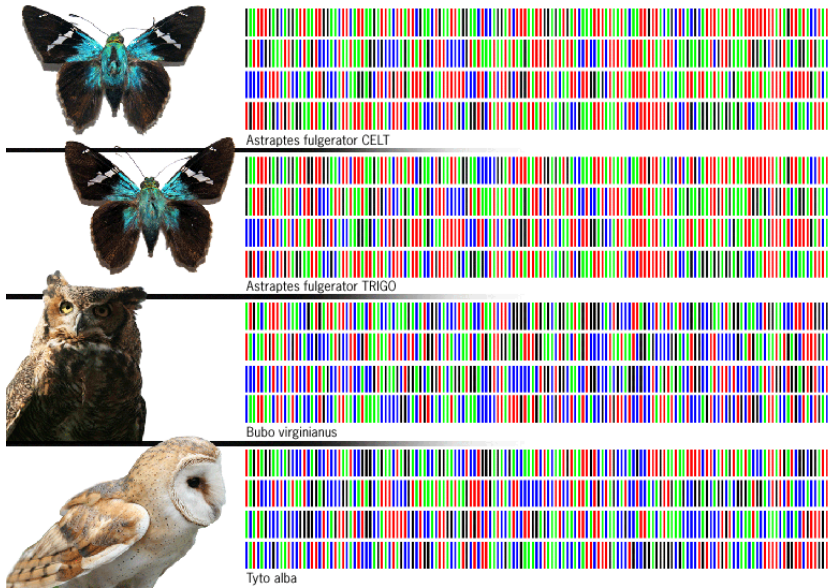 Astraptes fulgerator CELT
Astraptes fulgerator TRIGO
Bubo virginianus
Tyto alba